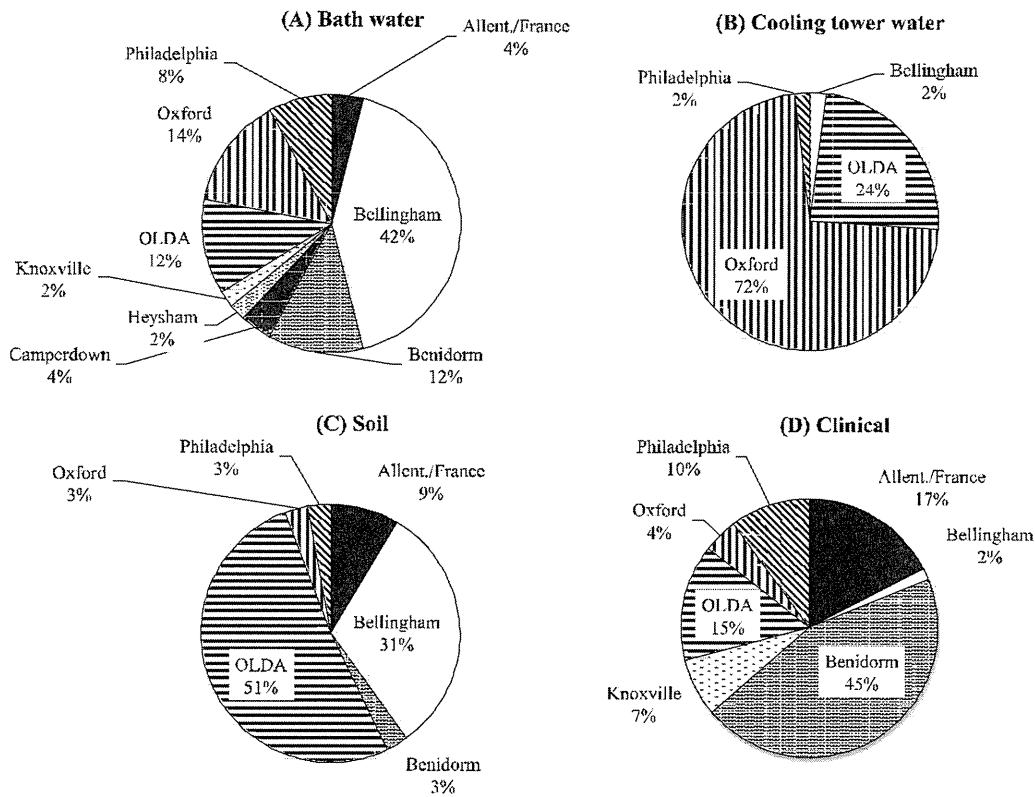 (A) Bath water
Allent./France
4%
Philadelphia
8%
Oxford
14%
Bellingham
42%
OLDA
12%
Knoxville
2%
Heysham
2%
Camperdown
4%
Benidorm
12%
(B) Cooling tower water
Philadelphia
2%
Bellingham
2%
OLDA
24%
Oxford
72%
(C) Soil
Philadelphia
3%
Oxford
3%
Allent./France
9%
Bellingham
31%
OLDA
51%
Benidorm
3%
(D) Clinical
Philadelphia
10%
Allent./France
17%
Oxford
4%
Bellingham
2%
OLDA
15%
Benidorm
45%
Knoxville
7%